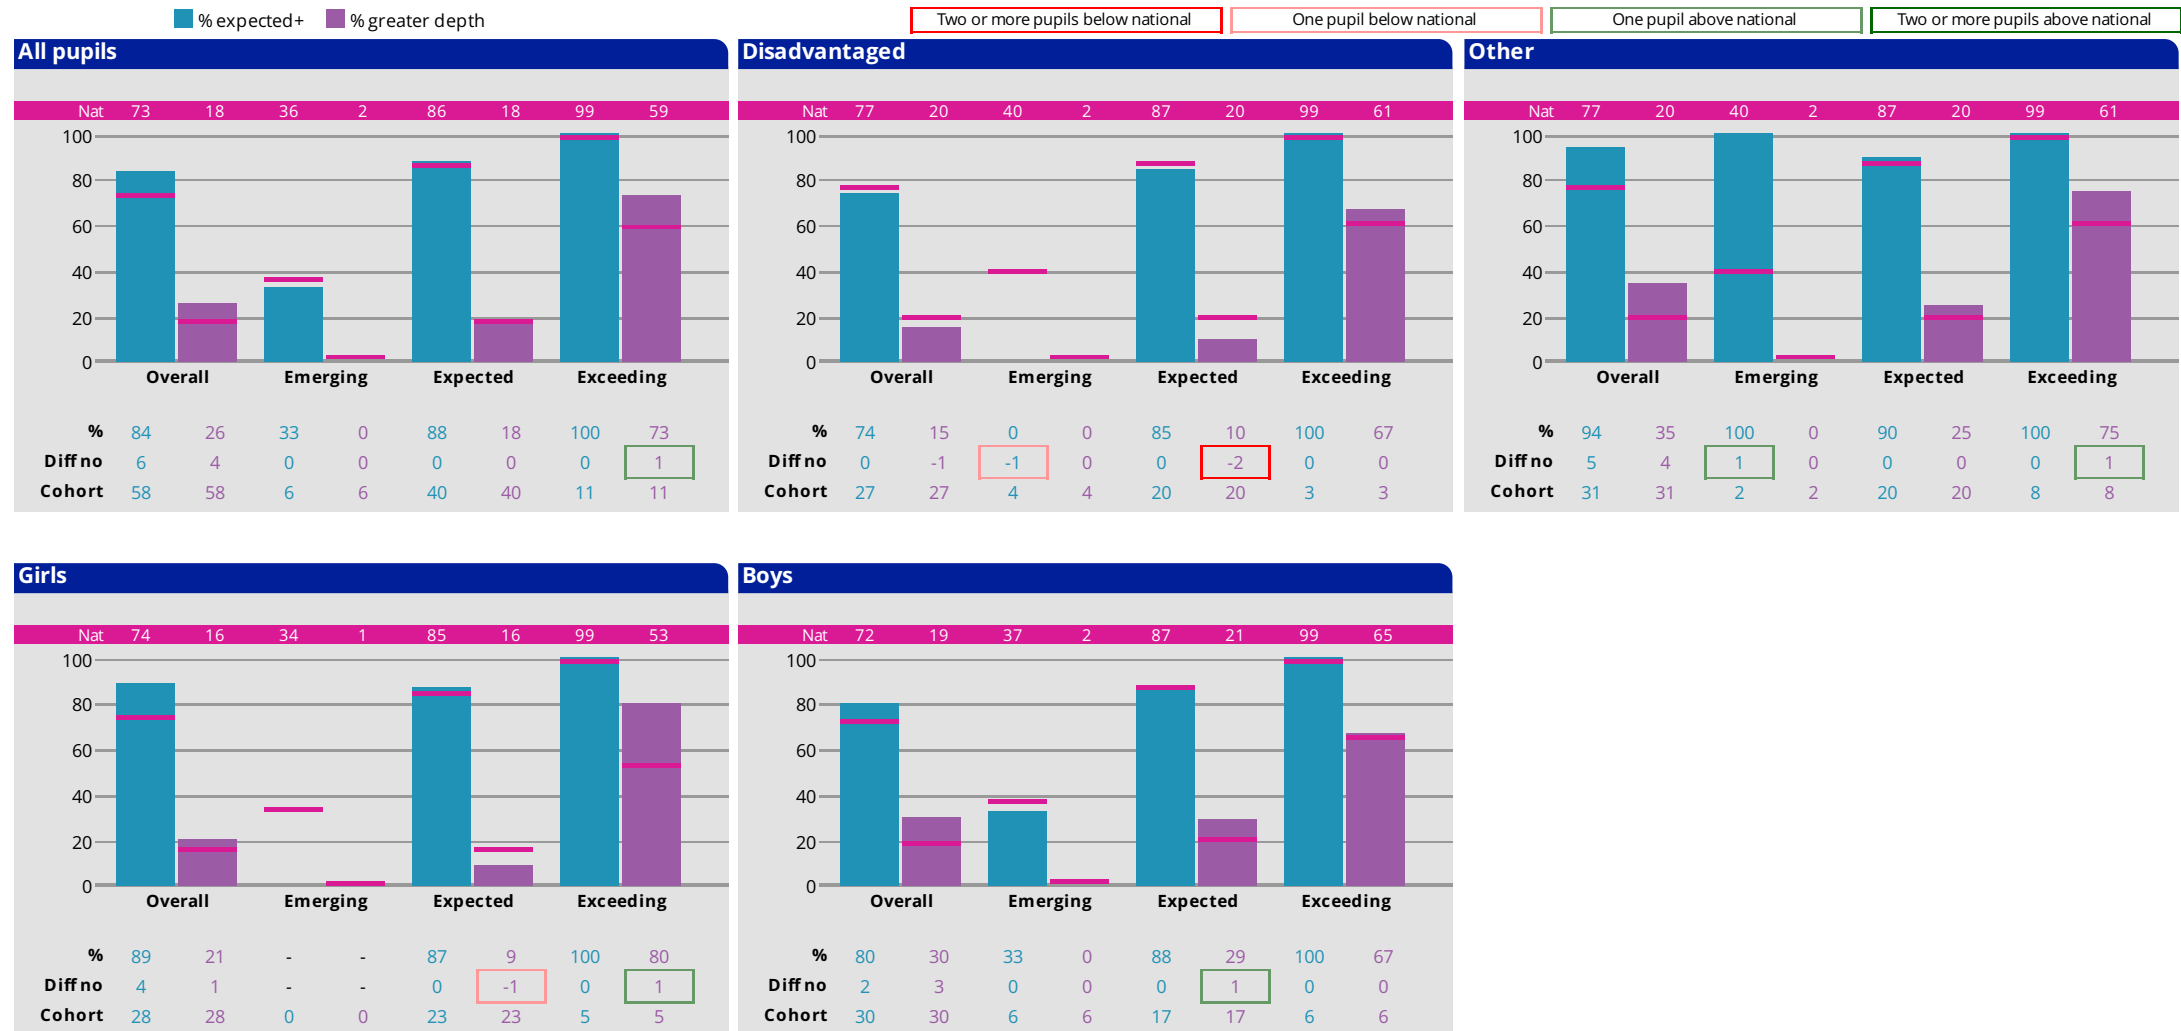 % expected+ % greater depth Two or more pupils below national One pupil below national One pupil above national Two or more pupils above national
All pupils
Nat 73 18 36 2 86 18 99 59
100
80
60
40
20
0
Overall Emerging Expected Exceeding
% 84 26 33 0 88 18 100 73
Diff no 6 4 0 0 0 0 0 1
Cohort 58 58 6 6 40 40 11 11
Disadvantaged
Nat 77 20 40 2 87 20 99 61
100
80
60
40
20
0
Overall Emerging Expected Exceeding
% 74 15 0 0 85 10 100 67
Diff no 0 -1 -1 0 0 -2 0 0
Cohort 27 27 4 4 20 20 3 3
Other
Nat 77 20 40 2 87 20 99 61
100
80
60
40
20
0
Overall Emerging Expected Exceeding
% 94 35 100 0 90 25 100 75
Diff no 5 4 1 0 0 0 0 1
Cohort 31 31 2 2 20 20 8 8
Girls
Nat 74 16 34 1 85 16 99 53
100
80
60
40
20
0
Overall Emerging Expected Exceeding
% 89 21 - - 87 9 100 80
Diff no 4 1 - - 0 -1 0 1
Cohort 28 28 0 0 23 23 5 5
Boys
Nat 72 19 37 2 87 21 99 65
100
80
60
40
20
0
Overall Emerging Expected Exceeding
% 80 30 33 0 88 29 100 67
Diff no 2 3 0 0 0 1 0 0
Cohort 30 30 6 6 17 17 6 6